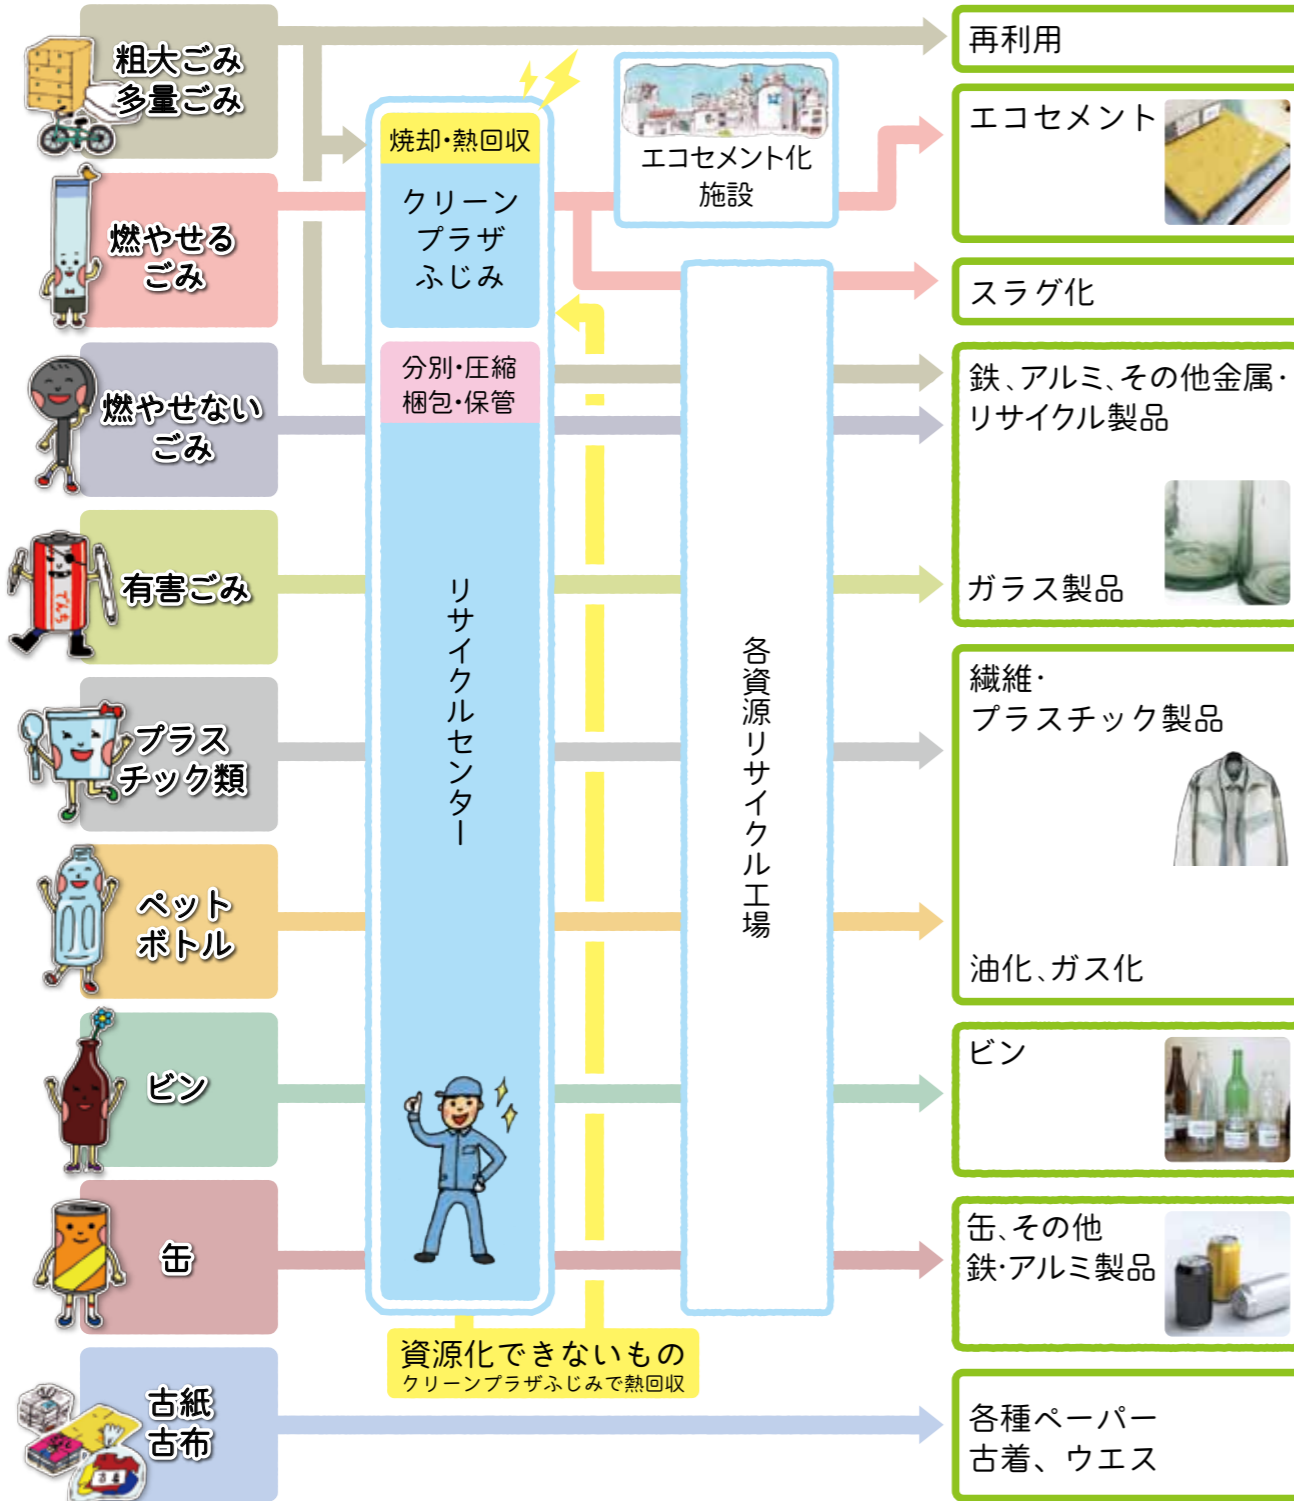 粗大ごみ
多量ごみ
燃やせる
ごみ
燃やせない
ごみ
でんち
有害ごみ
プラス
チック類
ペット
ボトル
ビン
缶
古紙
古布
焼却・熱回収
クリーン
プラザ
ふじみ
分別・圧縮
梱包・保管
リサイクルセンター
資源化できないもの
クリーンプラザふじみで熱回収
エコセメント化
施設
各資源リサイクル工場
再利用
エコセメント
スラグ化
鉄、アルミ、その他金属・
リサイクル製品
ガラス製品
繊維・
プラスチック製品
油化、ガス化
ビン
缶、その他
鉄・アルミ製品
各種ペーパー
古着、ウエス